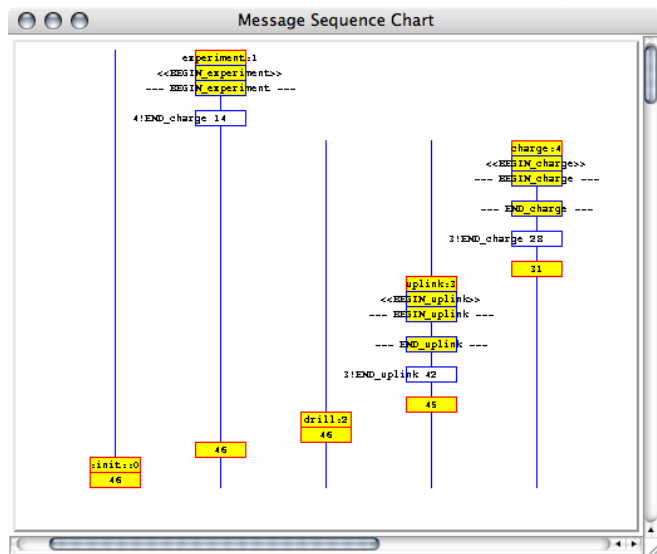 Message Sequence Chart
experiment:1
<<BEGIN_experiment>>
--- BEGIN_experiment ---
4!END_charge 14
charge:4
<<BEGIN_charge>>
--- BEGIN_charge ---
--- END_charge ---
3!END_charge 28
31
uplink:3
<<BEGIN_uplink>>
--- BEGIN_uplink ---
--- END_uplink ---
3!END_uplink 42
45
drill:2
46
46
:init::0
46